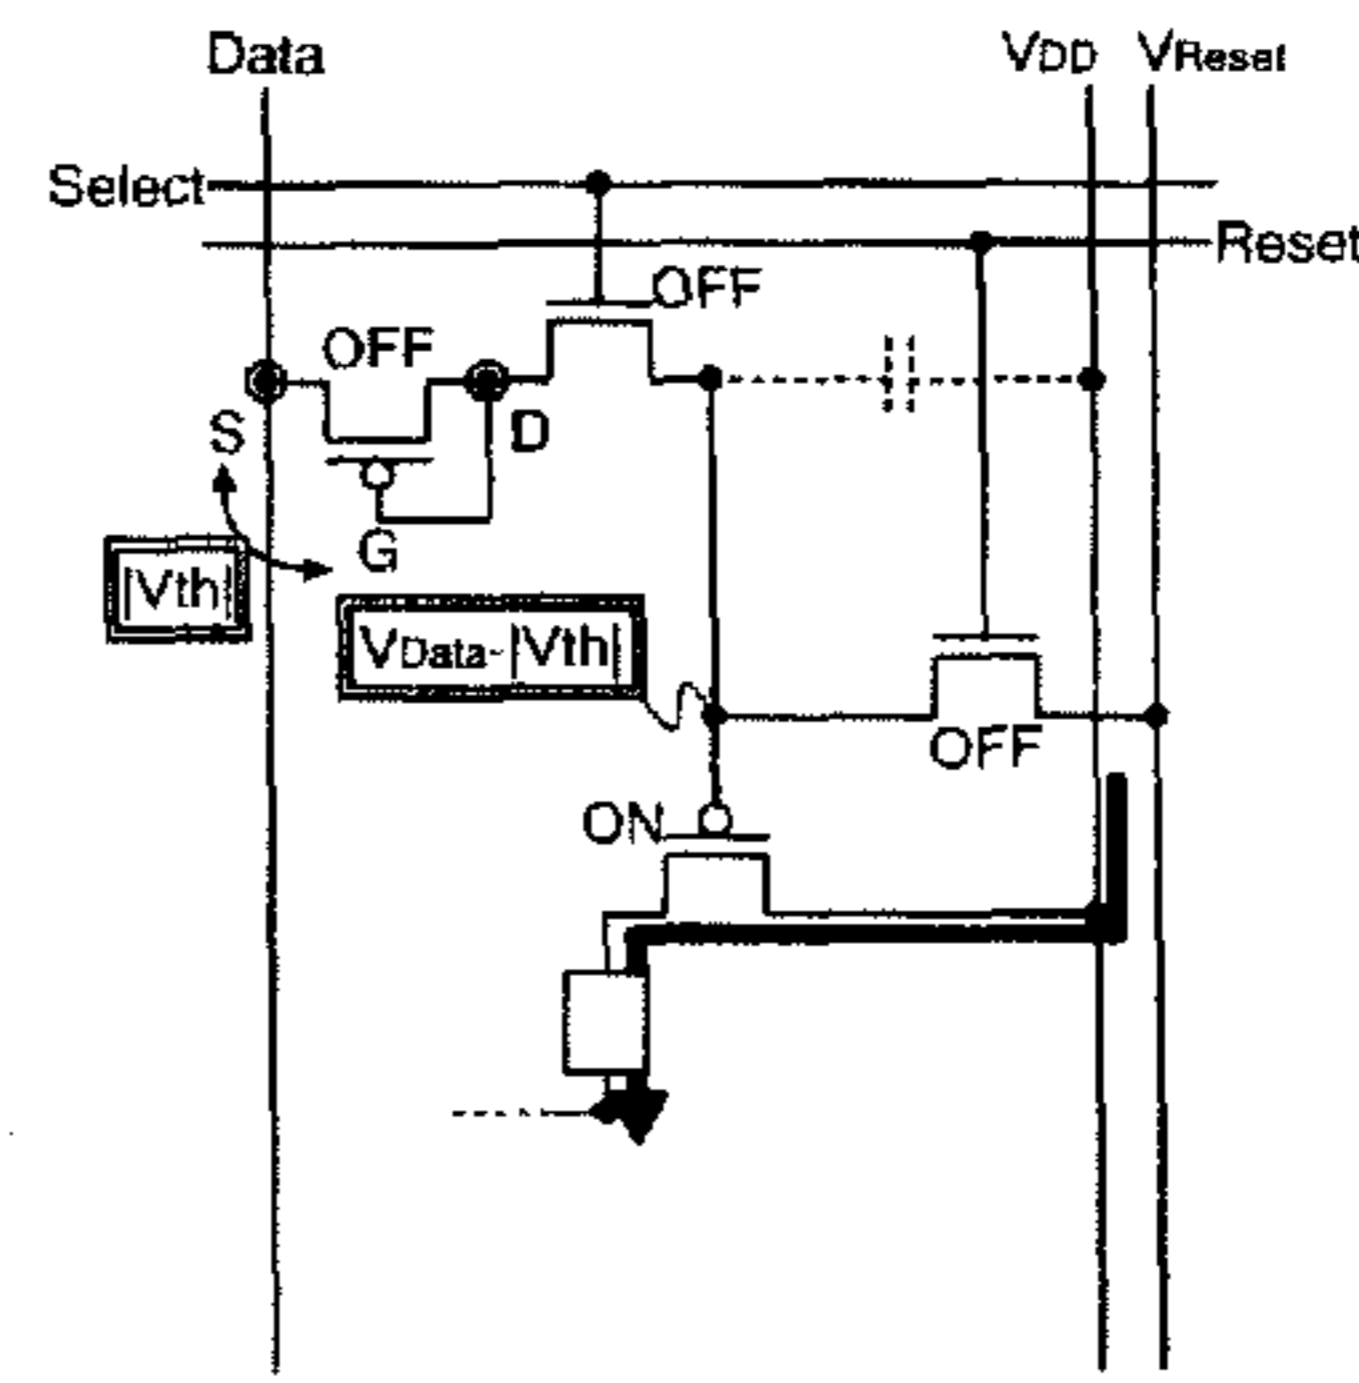 Data
VDD
VReset
Select
Reset
OFF
OFF
S
D
G
|Vth|
VData-|Vth|
OFF
ON